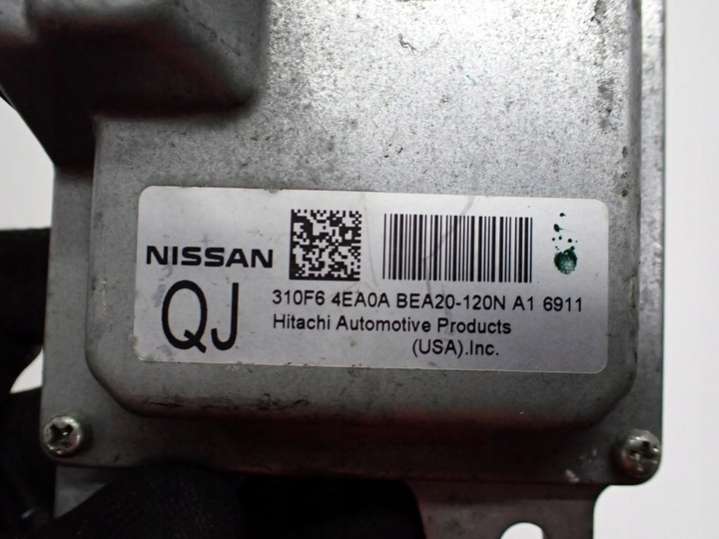 NISSAN
QJ
310F6 4EA0A BEA20-120N A1 6911
Hitachi Automotive Products
(USA).Inc.